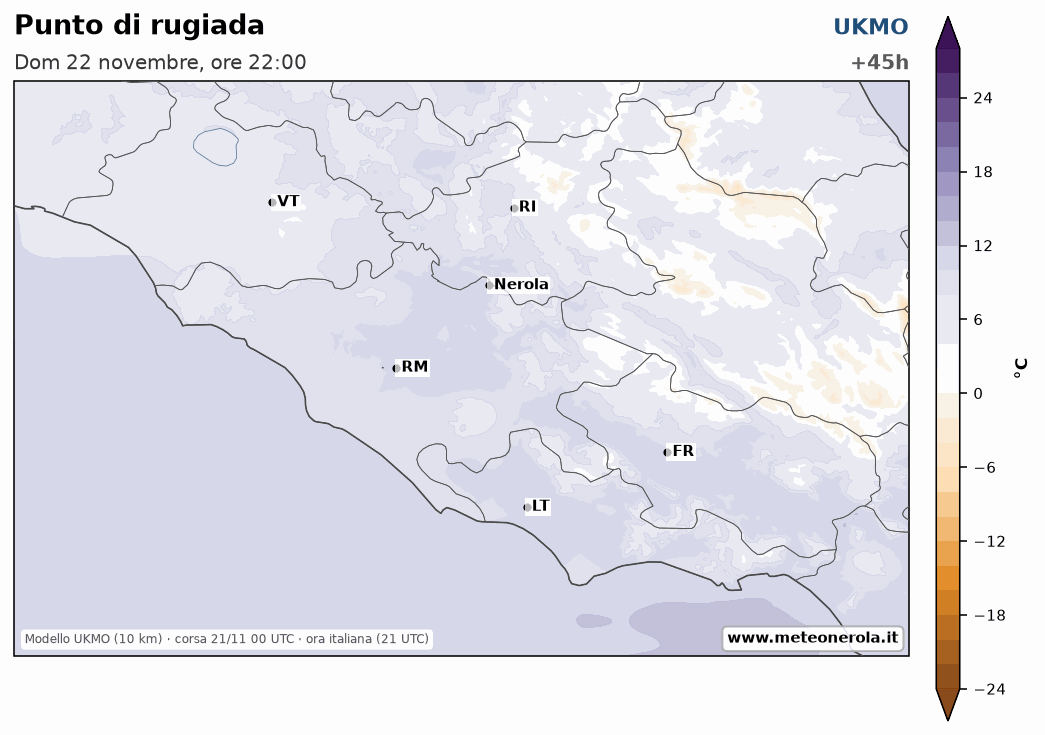 Punto di rugiada
UKMO
Dom 22 novembre, ore 22:00
+45h
VT
RI
Nerola
RM
FR
LT
Modello UKMO (10 km) · corsa 21/11 00 UTC · ora italiana (21 UTC)
www.meteonerola.it
24
18
12
6
0
−6
−12
−18
−24
°C